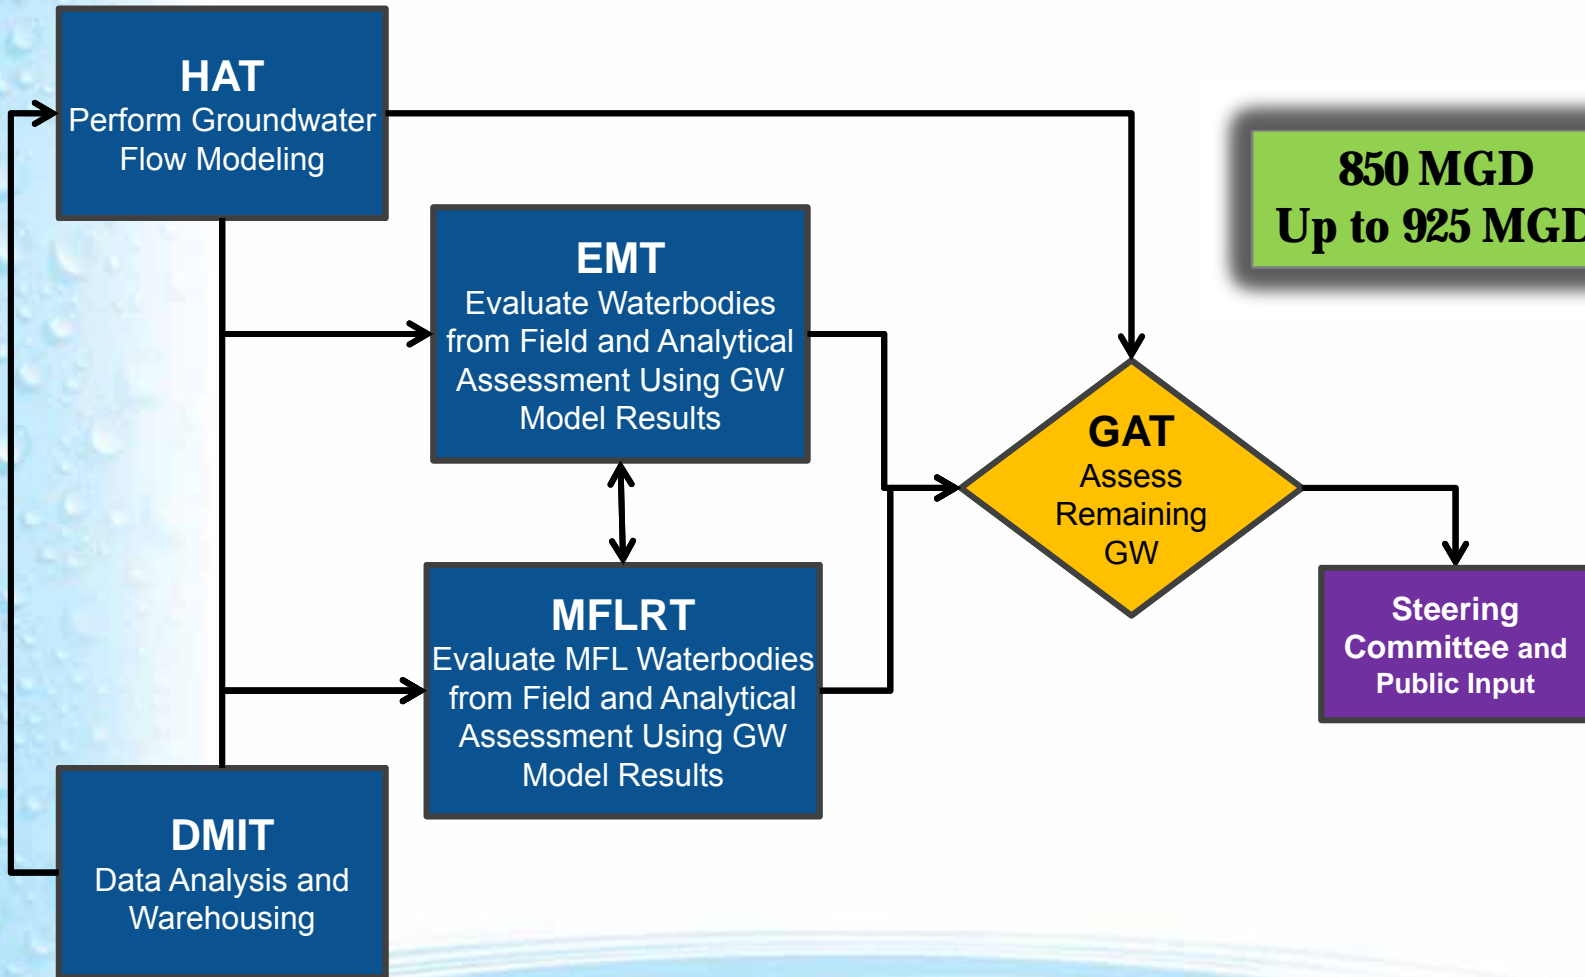 HAT
Perform Groundwater
Flow Modeling
850 MGD
Up to 925 MGD
EMT
Evaluate Waterbodies
from Field and Analytical
Assessment Using GW
Model Results
GAT
Assess
Remaining
GW
MFLRT
Evaluate MFL Waterbodies
from Field and Analytical
Assessment Using GW
Model Results
Steering
Committee and
Public Input
DMIT
Data Analysis and
Warehousing